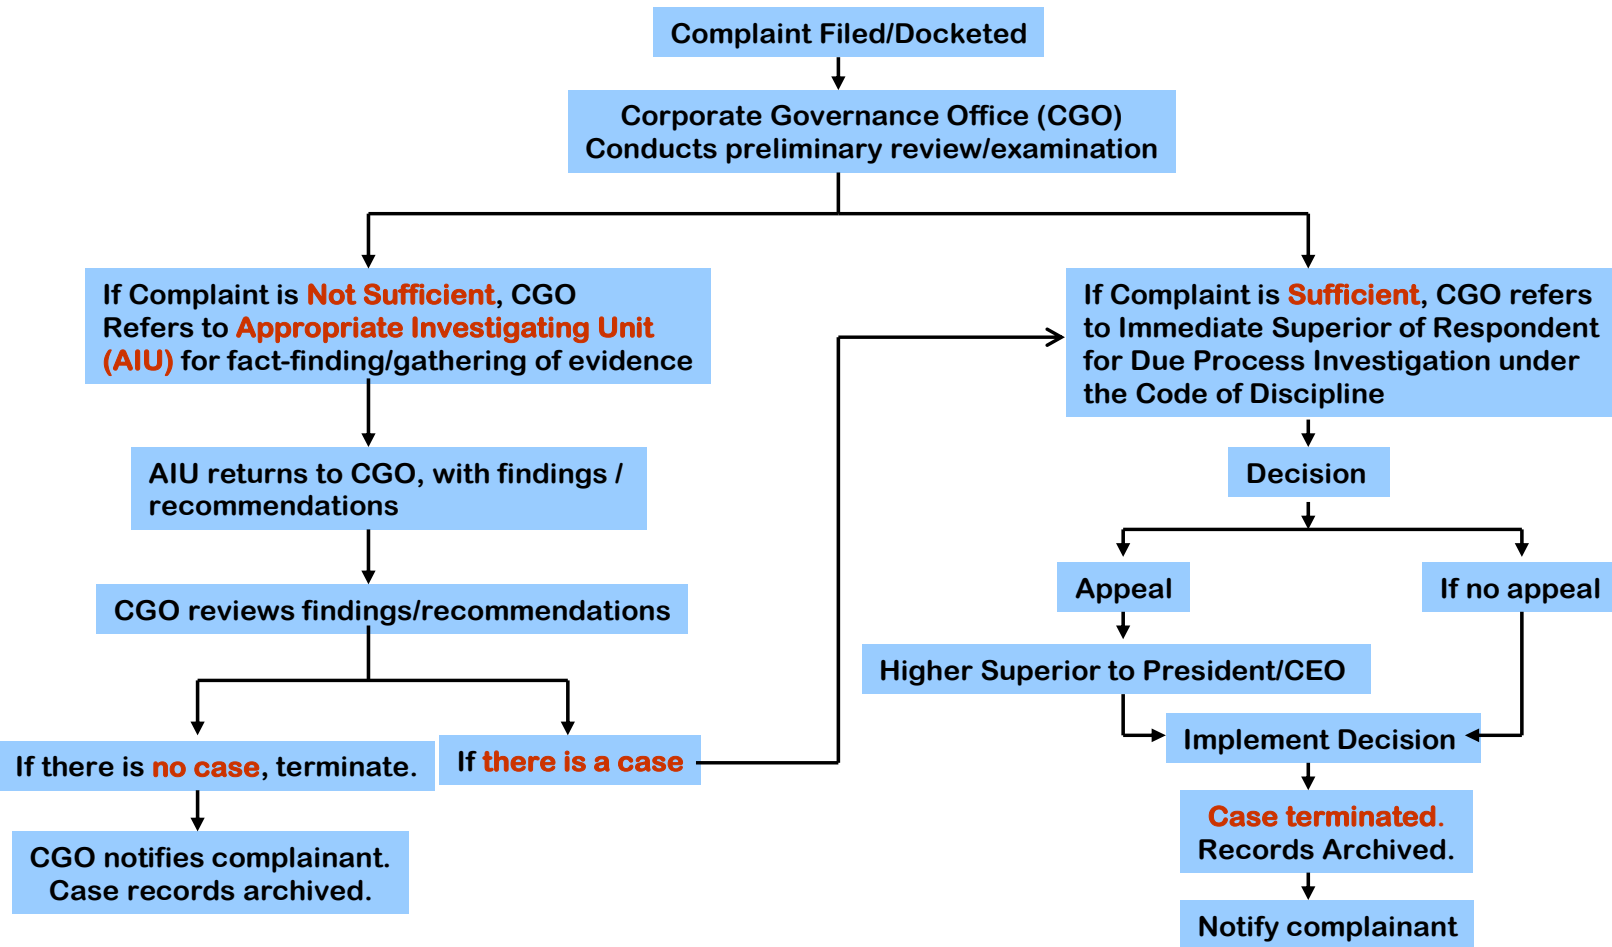 Complaint Filed/Docketed
Corporate Governance Office (CGO)
Conducts preliminary review/examination
If Complaint is Not Sufficient, CGO
Refers to Appropriate Investigating Unit
(AIU) for fact-finding/gathering of evidence
AIU returns to CGO, with findings /
recommendations
CGO reviews findings/recommendations
If there is no case, terminate.
CGO notifies complainant.
Case records archived.
If there is a case
If Complaint is Sufficient, CGO refers
to Immediate Superior of Respondent
for Due Process Investigation under
the Code of Discipline
Decision
Appeal
If no appeal
Higher Superior to President/CEO
Implement Decision
Case terminated.
Records Archived.
Notify complainant